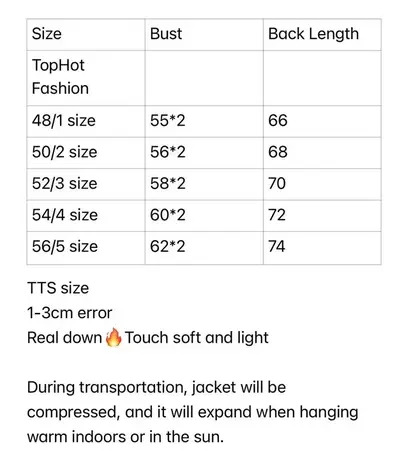 Size Bust Back Length
TopHot
Fashion
48/1 size 55*2 66
50/2 size 56*2 68
52/3 size 58*2 70
54/4 size 60*2 72
56/5 size 62*2 74
TTS size
1-3cm error
Real down🔥Touch soft and light
During transportation, jacket will be
compressed, and it will expand when hanging
warm indoors or in the sun.